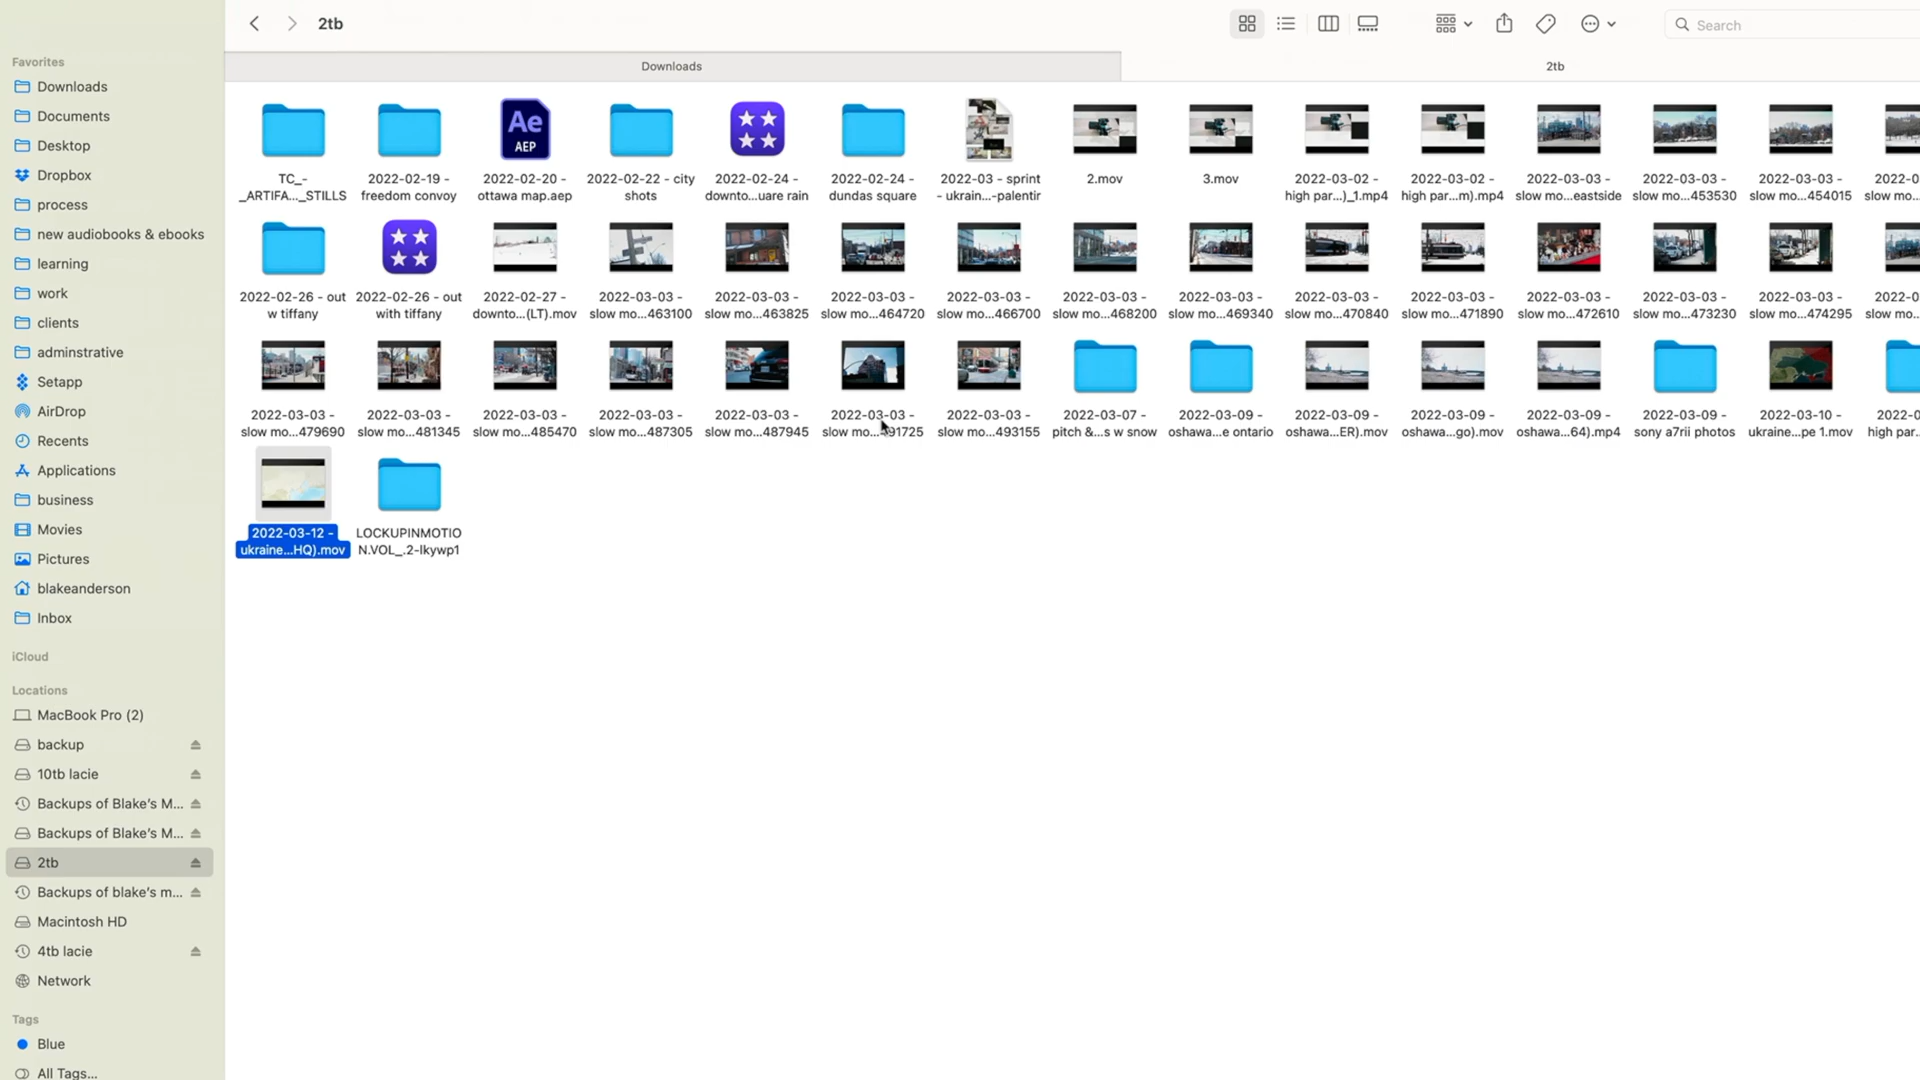 2tb
Search
Downloads
2tb
Favorites
Downloads
Documents
Desktop
Dropbox
process
new audiobooks & ebooks
learning
work
clients
adminstrative
Setapp
AirDrop
Recents
Applications
business
Movies
Pictures
blakeanderson
Inbox
iCloud
Locations
MacBook Pro (2)
backup
10tb lacie
Backups of Blake's M...
Backups of Blake's M...
2tb
Backups of blake's m...
Macintosh HD
4tb lacie
Network
Tags
Blue
All Tags...
Ae
AEP
TC_-
_ARTIFA..._STILLS
2022-02-19 -
freedom convoy
2022-02-20 -
ottawa map.aep
2022-02-22 - city
shots
2022-02-24 -
downto...uare rain
2022-02-24 -
dundas square
2022-03 - sprint
- ukrain...-palentir
2.mov
3.mov
2022-03-02 -
high par...)_1.mp4
2022-03-02 -
high par...m).mp4
2022-03-03 -
slow mo...eastside
2022-03-03 -
slow mo...453530
2022-03-03 -
slow mo...454015
2022-0
slow mo..
2022-02-26 - out
w tiffany
2022-02-26 - out
with tiffany
2022-02-27 -
downto...(LT).mov
2022-03-03 -
slow mo...463100
2022-03-03 -
slow mo...463825
2022-03-03 -
slow mo...464720
2022-03-03 -
slow mo...466700
2022-03-03 -
slow mo...468200
2022-03-03 -
slow mo...469340
2022-03-03 -
slow mo...470840
2022-03-03 -
slow mo...471890
2022-03-03 -
slow mo...472610
2022-03-03 -
slow mo...473230
2022-03-03 -
slow mo...474295
2022-0
slow mo..
2022-03-03 -
slow mo...479690
2022-03-03 -
slow mo...481345
2022-03-03 -
slow mo...485470
2022-03-03 -
slow mo...487305
2022-03-03 -
slow mo...487945
2022-03-03 -
slow mo...491725
2022-03-03 -
slow mo...493155
2022-03-07 -
pitch &...s w snow
2022-03-09 -
oshawa...e ontario
2022-03-09 -
oshawa...ER).mov
2022-03-09 -
oshawa...go).mov
2022-03-09 -
oshawa...64).mp4
2022-03-09 -
sony a7rii photos
2022-03-10 -
ukraine...pe 1.mov
2022-0
high par..
2022-03-12 -
ukraine...HQ).mov
LOCKUPINMOTIO
N.VOL_.2-lkywp1